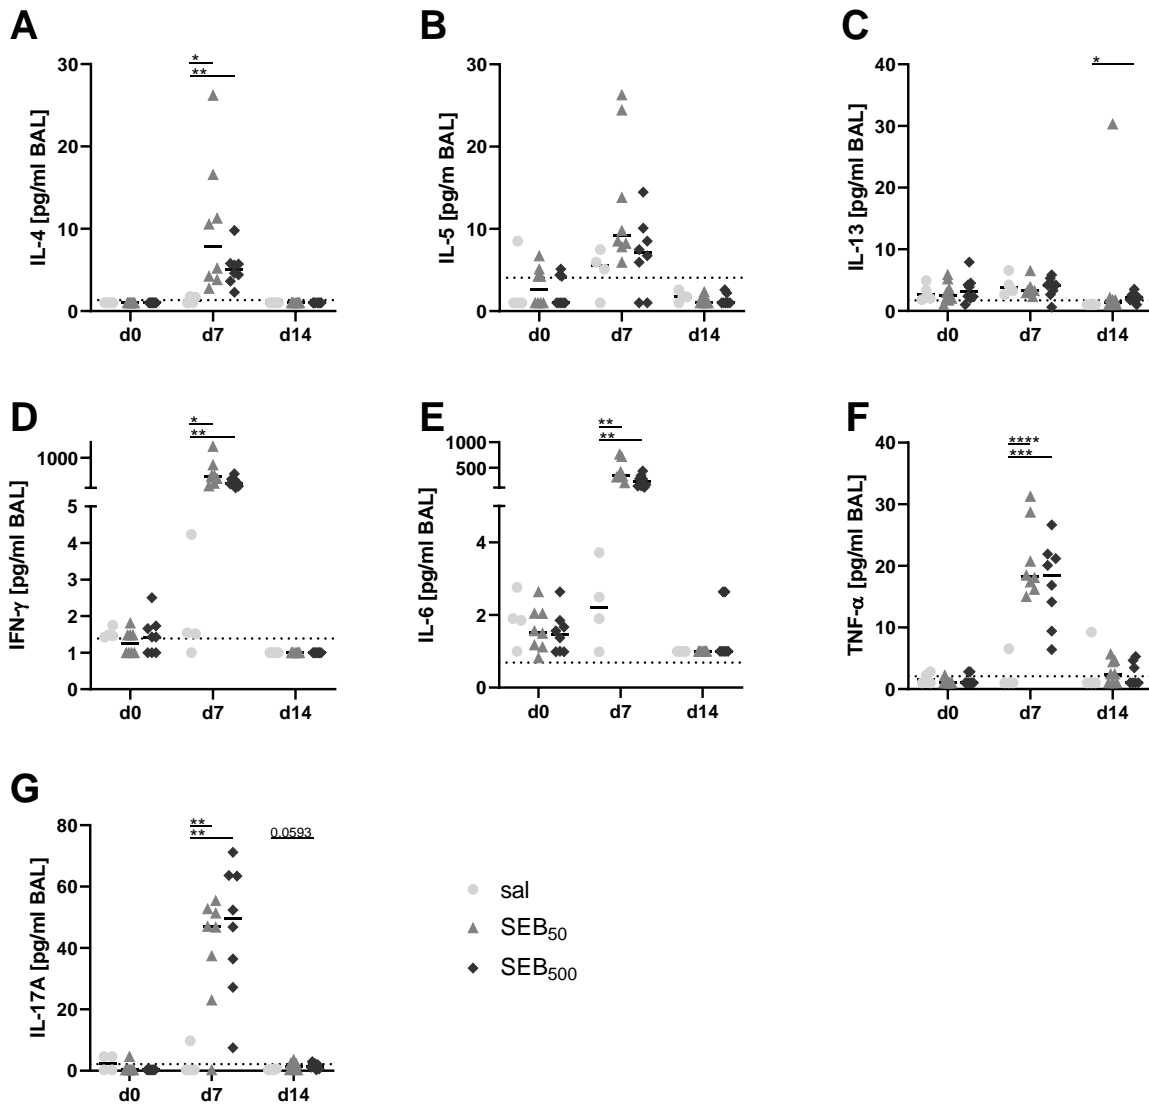 A
IL-4 [pg/ml BAL]
30
20
10
0
*
**
d0 d7 d14
B
IL-5 [pg/m BAL]
30
20
10
0
d0 d7 d14
C
IL-13 [pg/ml BAL]
40
30
20
10
0
*
d0 d7 d14
D
IFN-γ [pg/ml BAL]
1000
5
4
3
2
1
0
*
**
d0 d7 d14
E
IL-6 [pg/ml BAL]
1000
500
4
2
0
**
**
d0 d7 d14
F
TNF-α [pg/ml BAL]
40
30
20
10
0
****
***
d0 d7 d14
G
IL-17A [pg/ml BAL]
80
60
40
20
0
**
**
0.0593
d0 d7 d14
sal
SEB50
SEB500